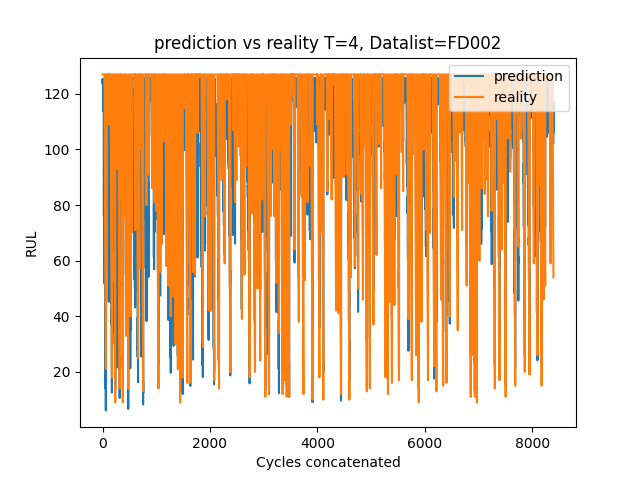 prediction vs reality T=4, Datalist=FD002
prediction
reality
RUL
120
100
80
60
40
20
0 2000 4000 6000 8000
Cycles concatenated